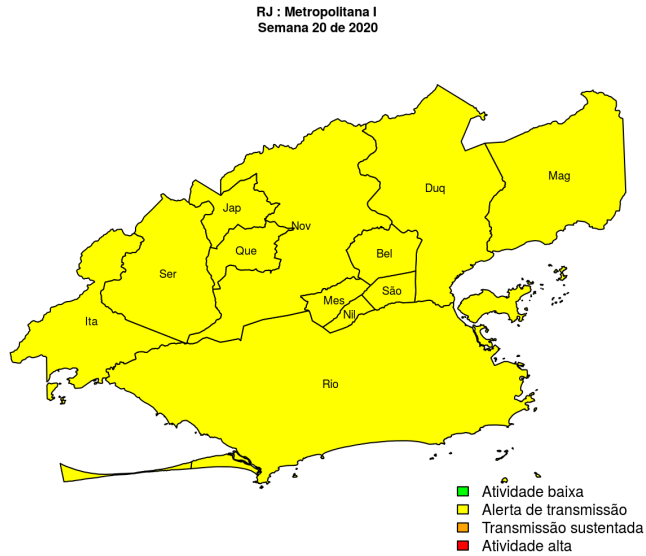 RJ : Metropolitana I
Semana 20 de 2020
Mag
Duq
Jap
Nov
Que
Bel
Ser
São
Mes
Nil
Ita
Rio
Atividade baixa
Alerta de transmissão
Transmissão sustentada
Atividade alta